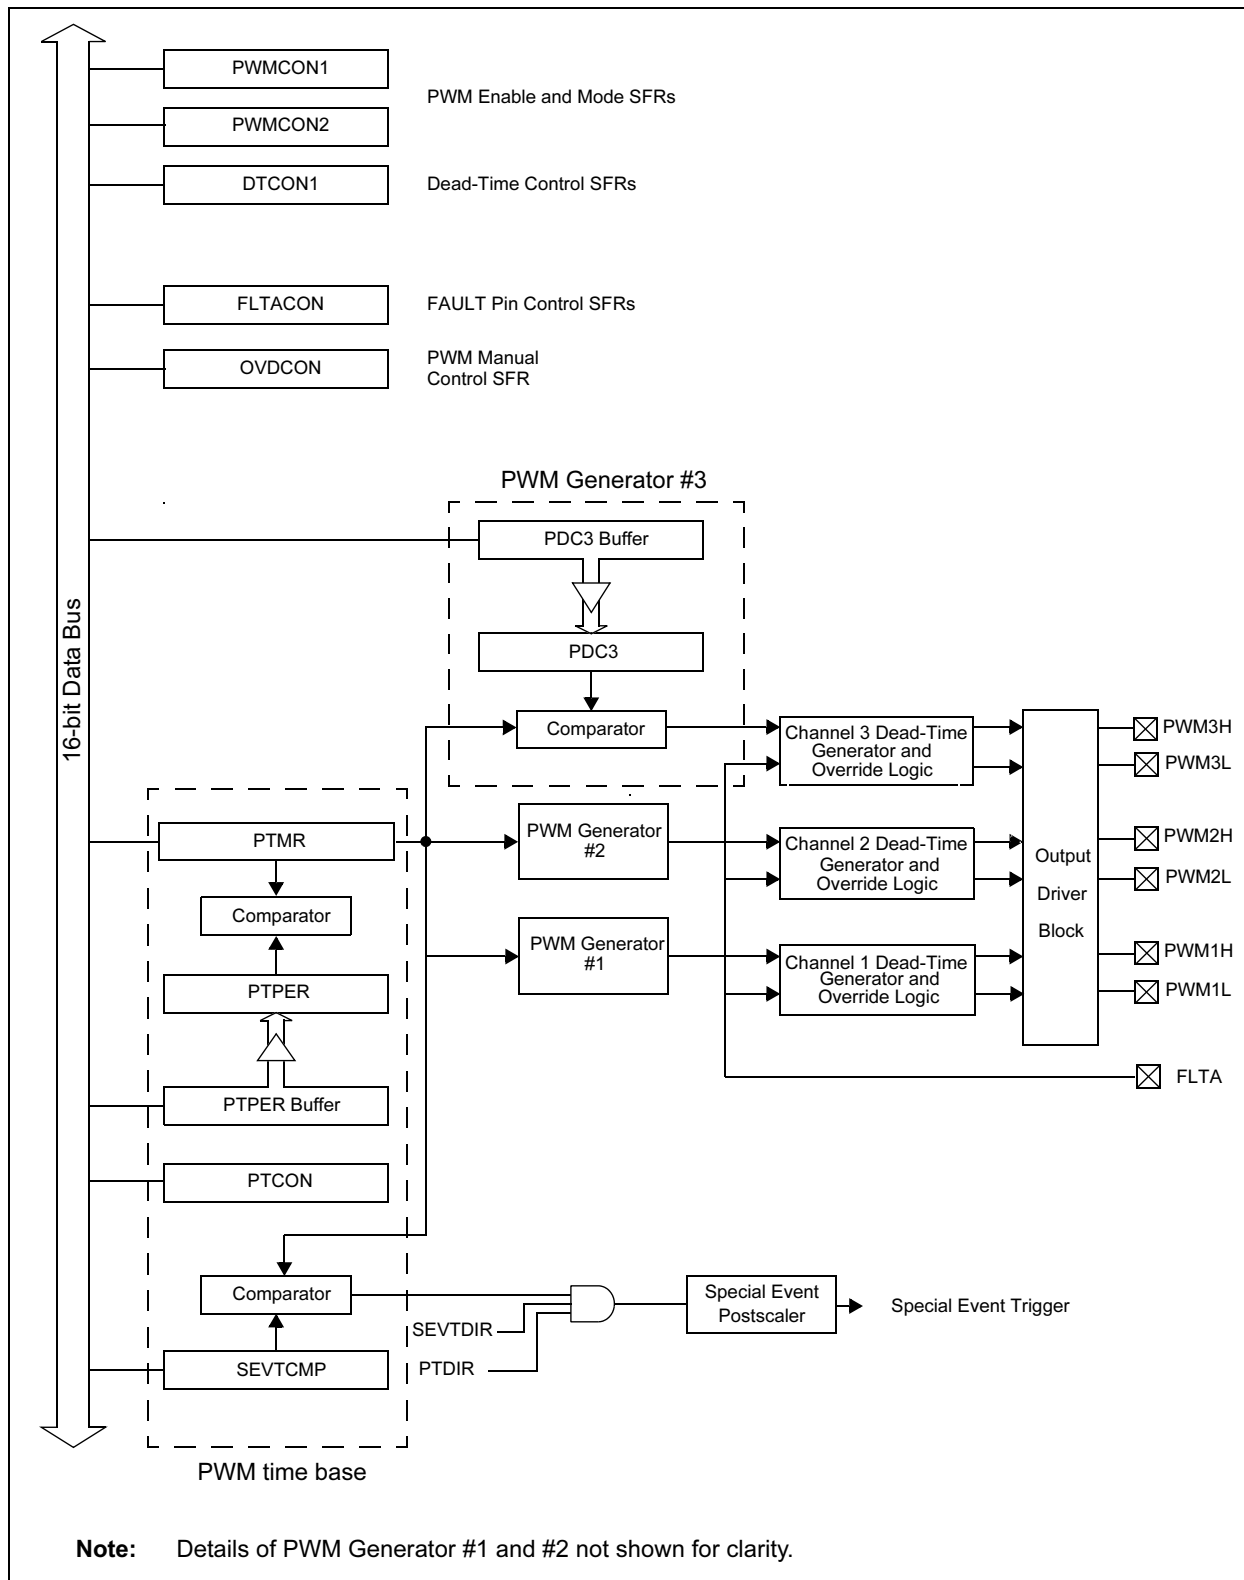 PWMCON1
PWM Enable and Mode SFRs
PWMCON2
DTCON1
Dead-Time Control SFRs
FLTACON
FAULT Pin Control SFRs
OVDCON
PWM Manual
Control SFR
16-bit Data Bus
PWM Generator #3
PDC3 Buffer
PDC3
Comparator
Channel 3 Dead-Time
Generator and
Override Logic
PWM3H
PWM3L
PTMR
PWM Generator
#2
Channel 2 Dead-Time
Generator and
Override Logic
PWM2H
PWM2L
Output
Driver
Block
Comparator
PTPER
PWM Generator
#1
Channel 1 Dead-Time
Generator and
Override Logic
PWM1H
PWM1L
FLTA
PTPER Buffer
PTCON
Comparator
SEVTDIR
PTDIR
Special Event
Postscaler
Special Event Trigger
SEVTCMP
PWM time base
Note: Details of PWM Generator #1 and #2 not shown for clarity.